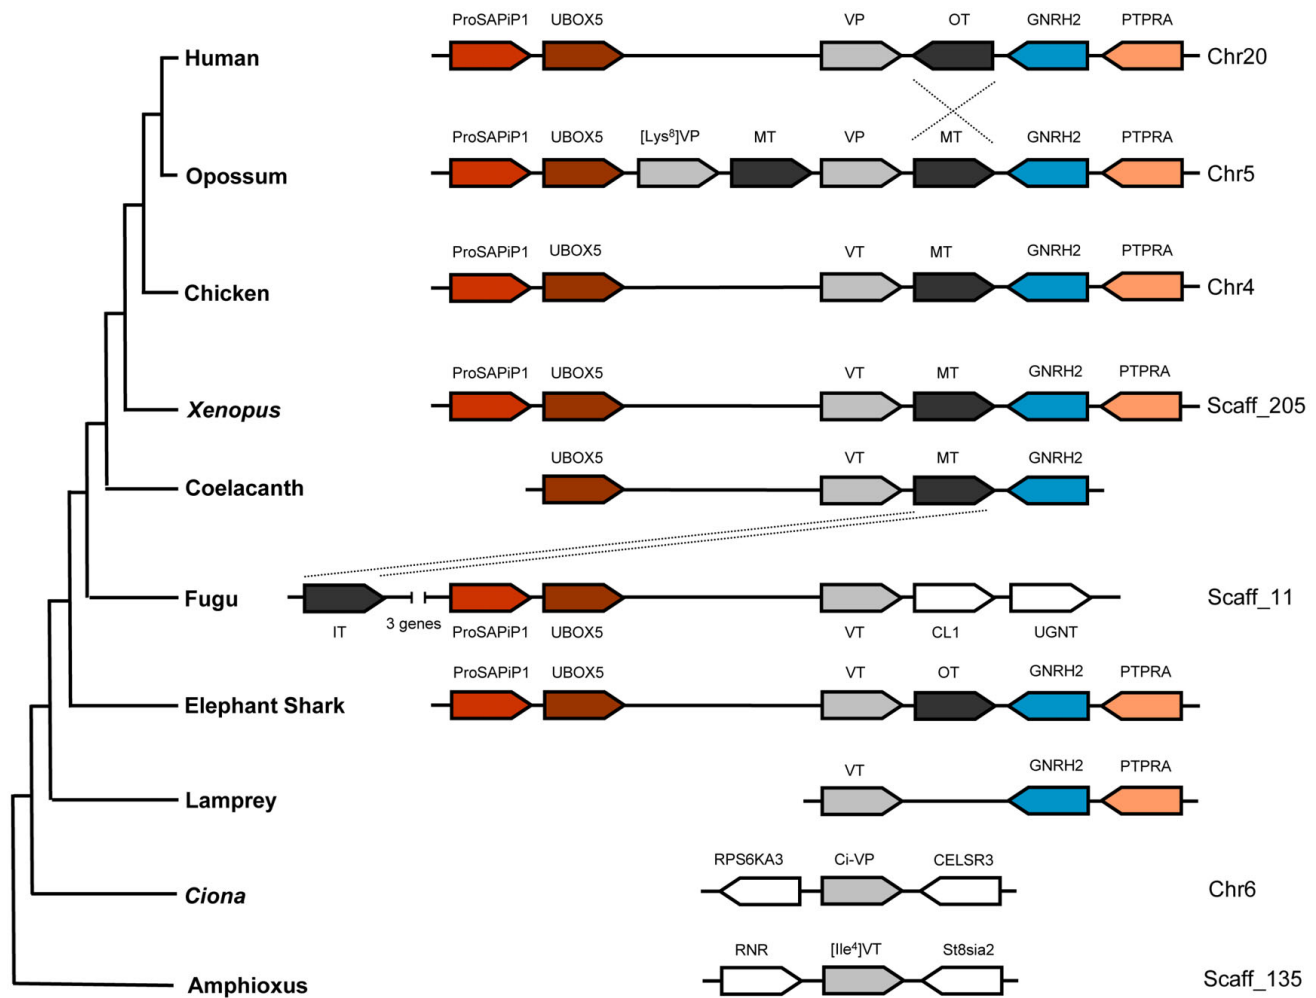 ProSAPiP1 UBOX5 VP OT GNRH2 PTPRA
Human Chr20
ProSAPiP1 UBOX5 [Lys⁸]VP MT VP MT GNRH2 PTPRA
Opossum Chr5
ProSAPiP1 UBOX5 VT MT GNRH2 PTPRA
Chicken Chr4
ProSAPiP1 UBOX5 VT MT GNRH2 PTPRA
Xenopus Scaff_205
UBOX5 VT MT GNRH2
Coelacanth
Fugu Scaff_11
IT 3 genes ProSAPiP1 UBOX5 VT CL1 UGNT
ProSAPiP1 UBOX5 VT OT GNRH2 PTPRA
Elephant Shark
VT GNRH2 PTPRA
Lamprey
RPS6KA3 Ci-VP CELSR3
Ciona Chr6
RNR [Ile⁴]VT St8sia2
Amphioxus Scaff_135